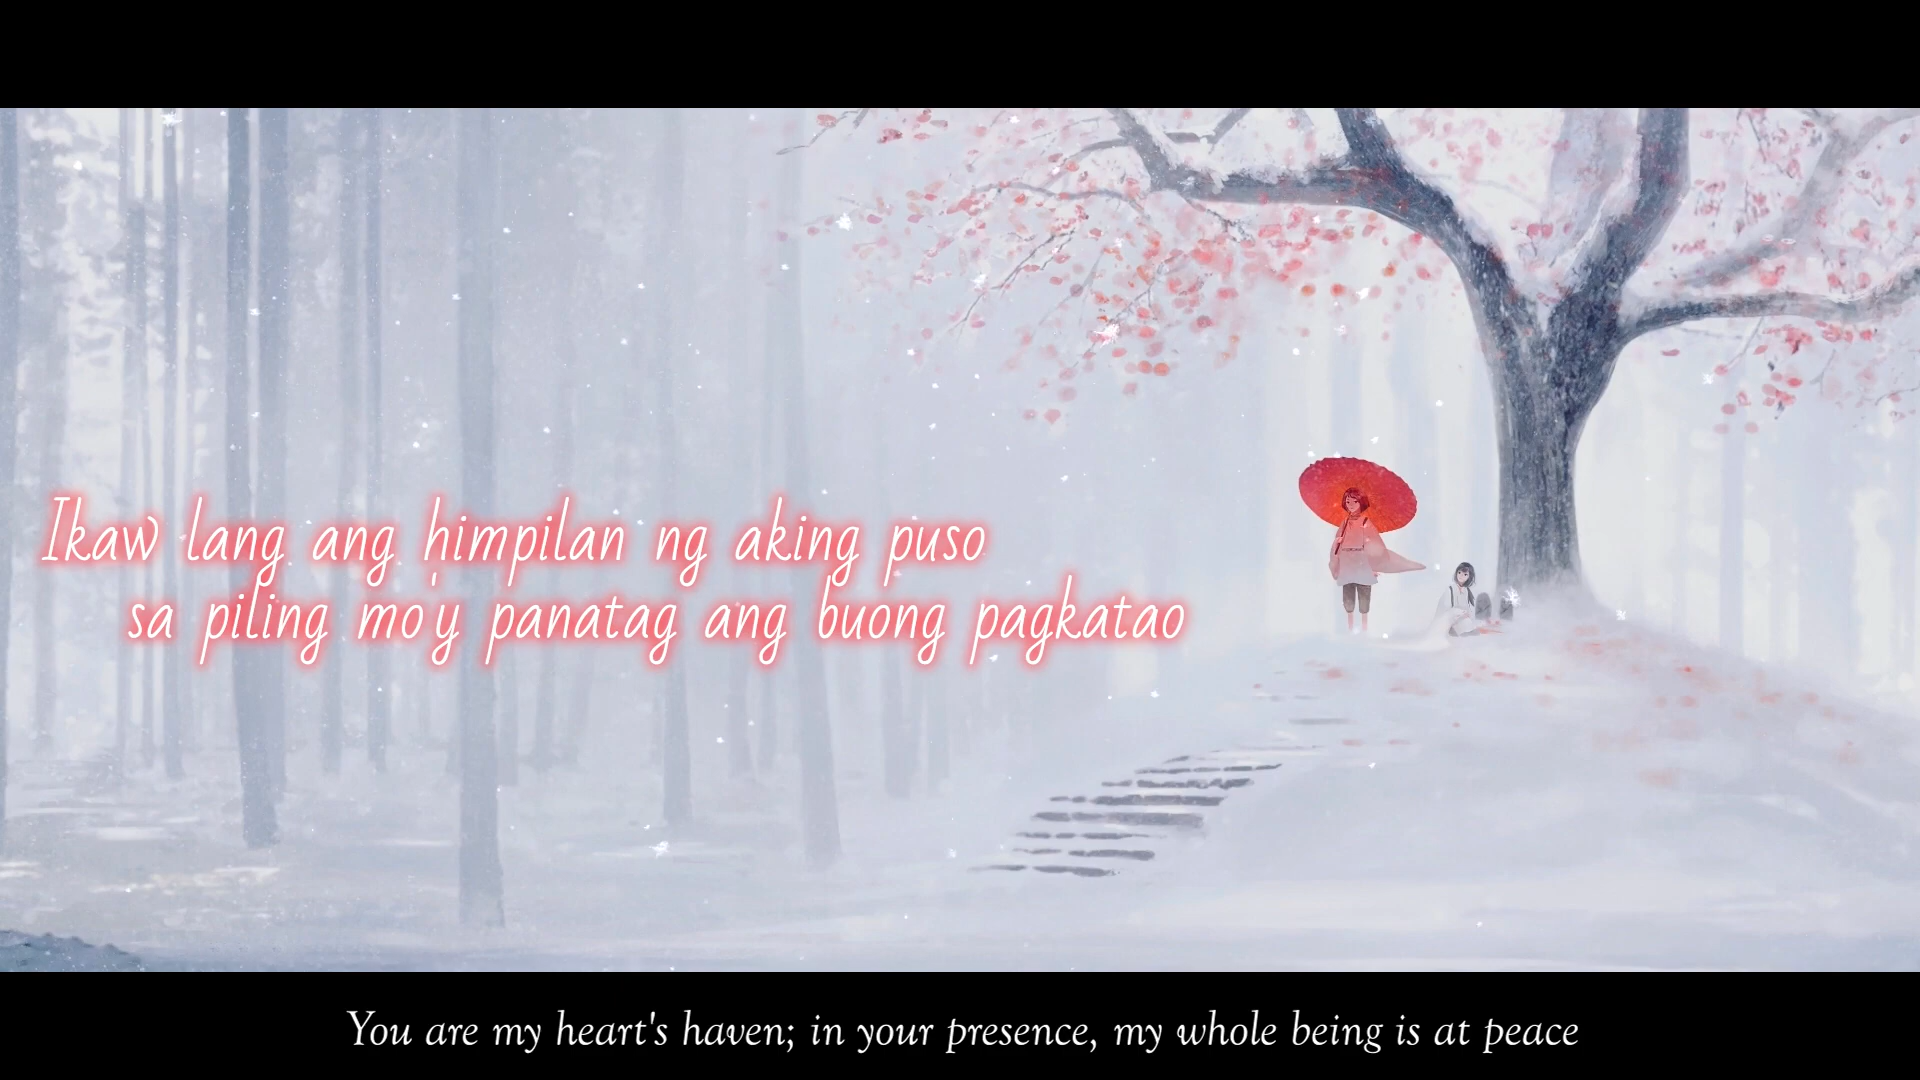 Ikaw lang ang himpilan ng aking puso
sa piling mo'y panatag ang buong pagkatao
You are my heart's haven; in your presence, my whole being is at peace